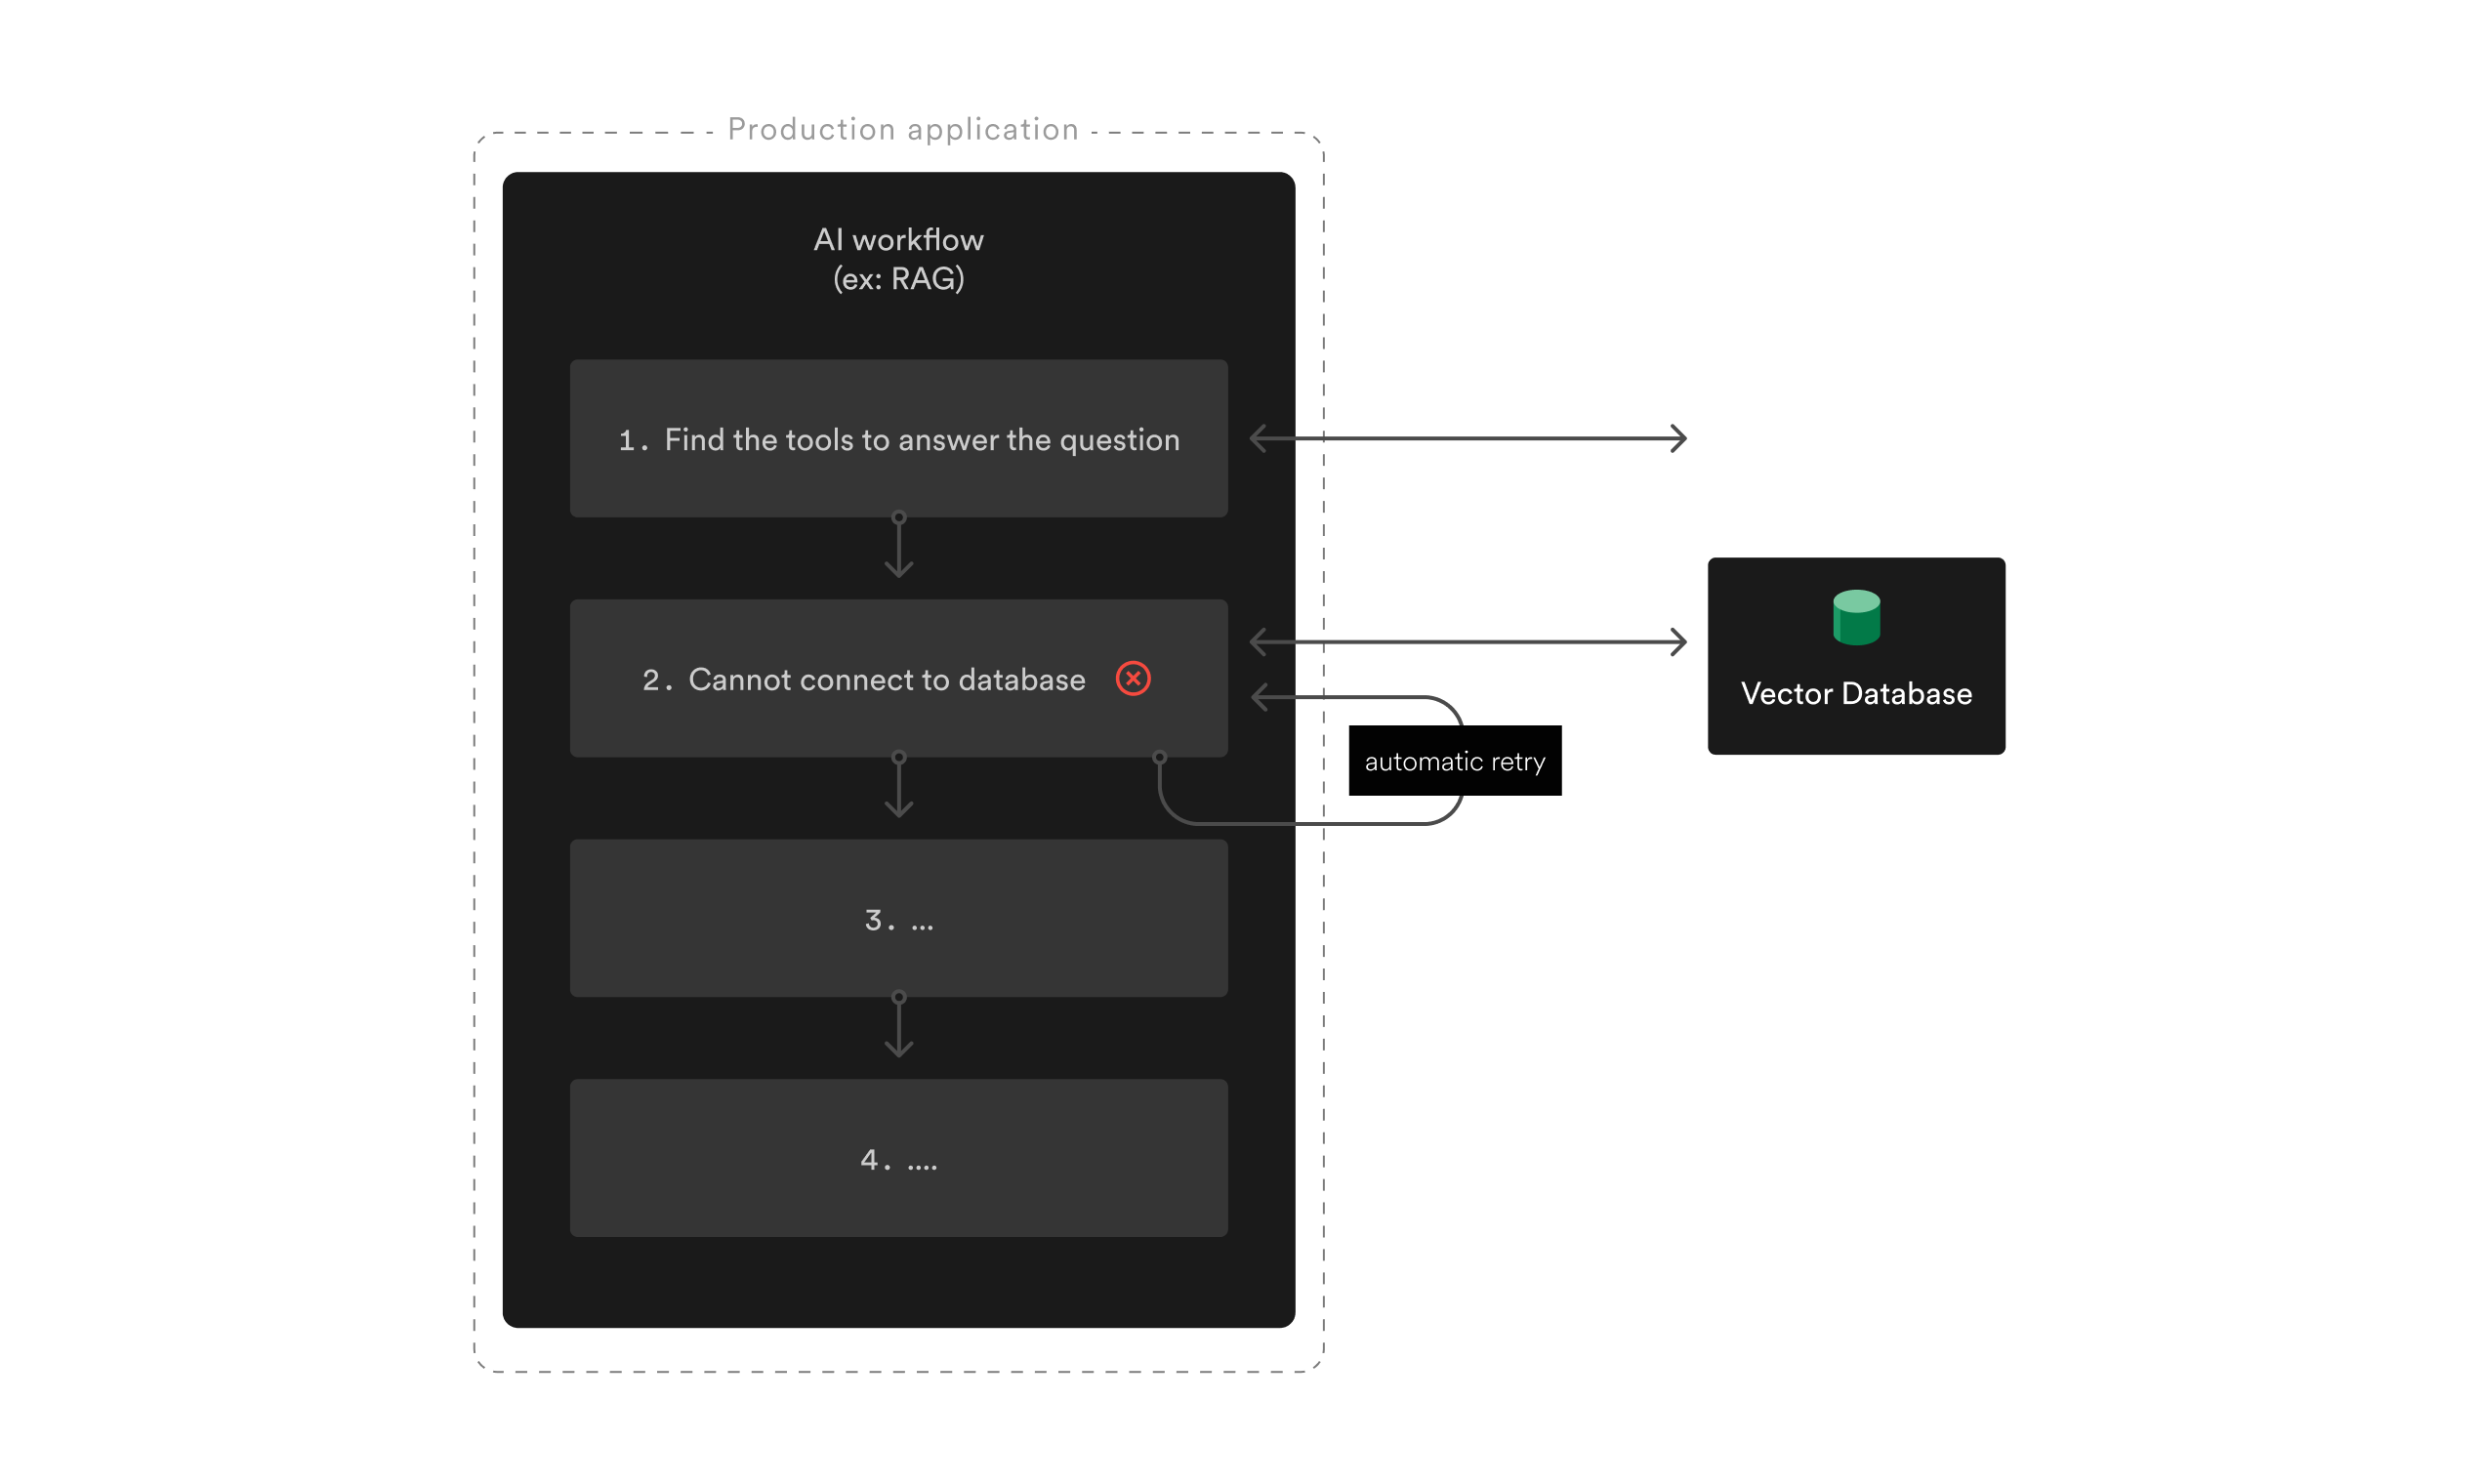 Production application
AI workflow
(ex: RAG)
1. Find the tools to answer the question
2. Cannot connect to database
Vector Database
automatic retry
3. ...
4. ....